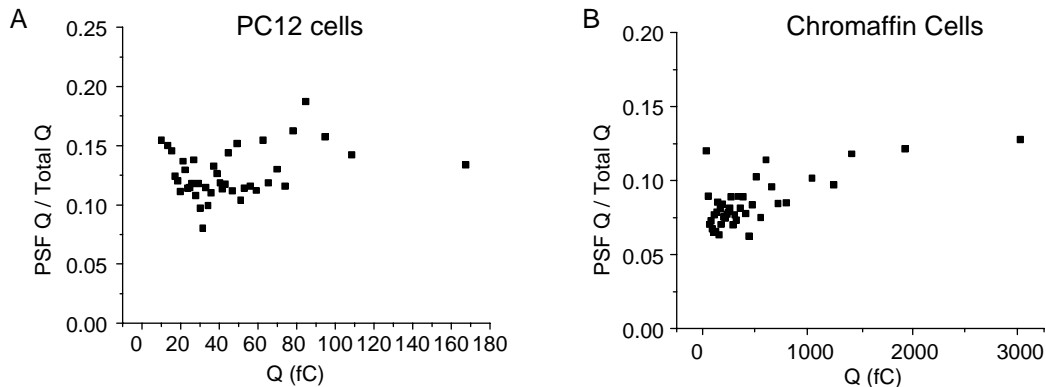 A
PC12 cells
0.25
0.20
0.15
0.10
0.05
0.00
PSF Q / Total Q
0 20 40 60 80 100 120 140 160 180
Q (fC)
B
Chromaffin Cells
0.20
0.15
0.10
0.05
0.00
PSF Q / Total Q
0 1000 2000 3000
Q (fC)